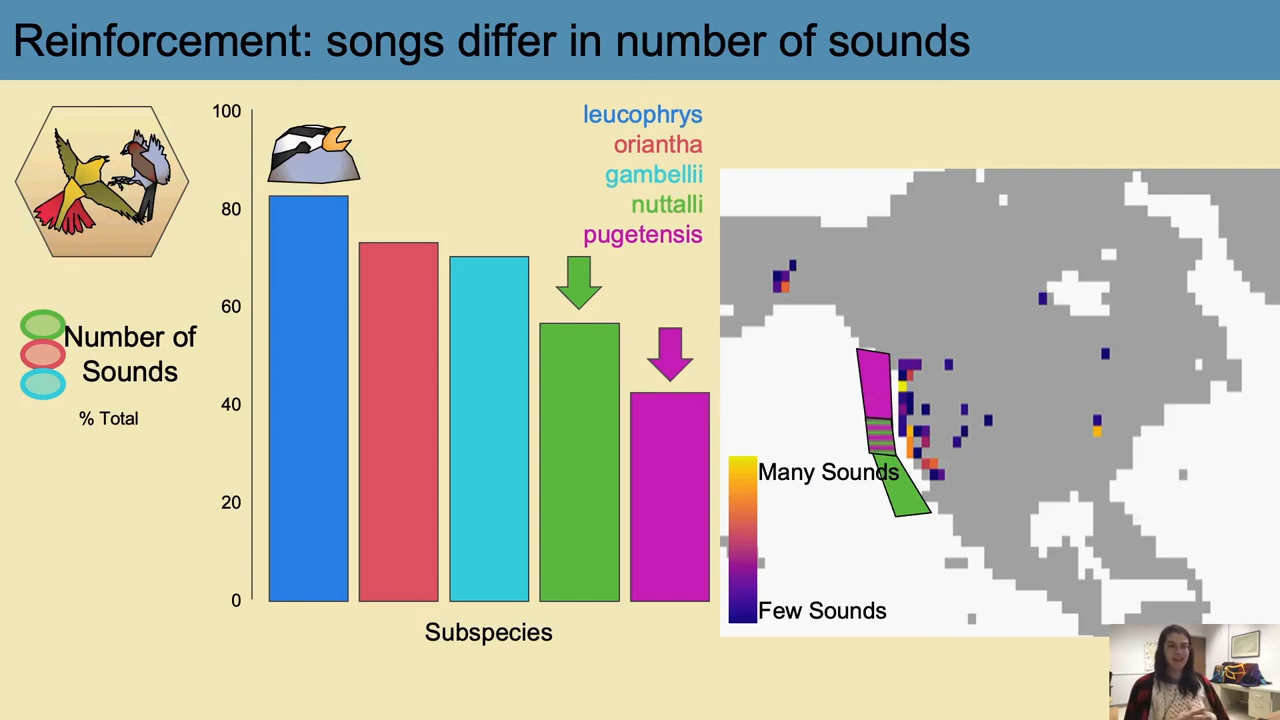 Reinforcement: songs differ in number of sounds
100
80
60
40
20
0
leucophrys
oriantha
gambellii
nuttalli
pugetensis
Number of
Sounds
% Total
Subspecies
Many Sounds
Few Sounds